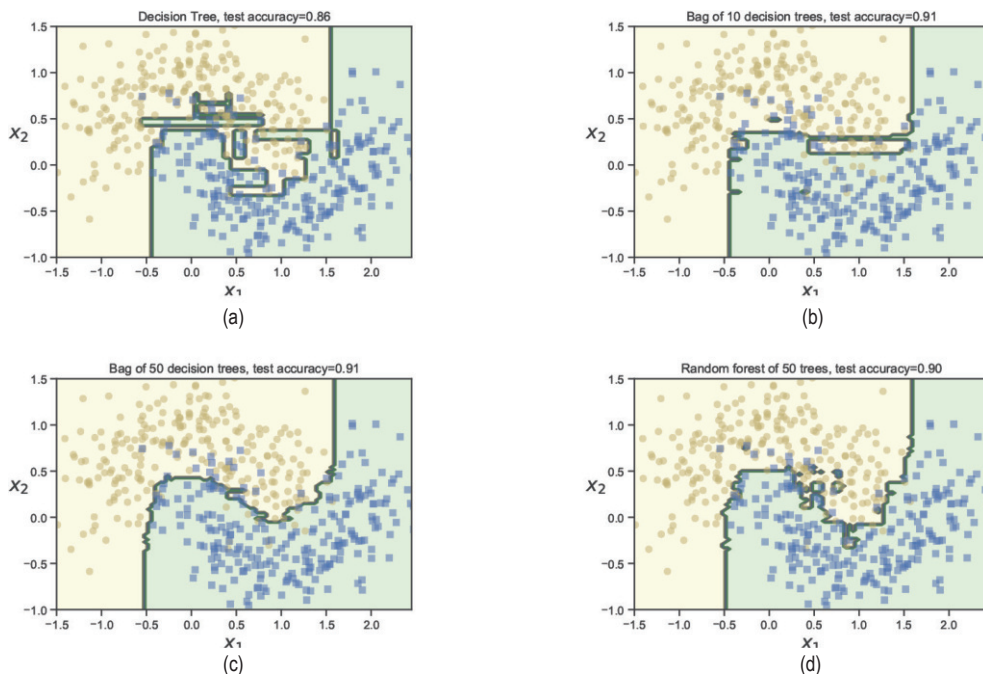 Decision Tree, test accuracy=0.86
1.5
1.0
0.5
X2
0.0
−0.5
−1.0
−1.5 −1.0 −0.5 0.0 0.5 1.0 1.5 2.0
X1
(a)
Bag of 10 decision trees, test accuracy=0.91
1.5
1.0
0.5
X2
0.0
−0.5
−1.0
−1.5 −1.0 −0.5 0.0 0.5 1.0 1.5 2.0
X1
(b)
Bag of 50 decision trees, test accuracy=0.91
1.5
1.0
0.5
X2
0.0
−0.5
−1.0
−1.5 −1.0 −0.5 0.0 0.5 1.0 1.5 2.0
X1
(c)
Random forest of 50 trees, test accuracy=0.90
1.5
1.0
0.5
X2
0.0
−0.5
−1.0
−1.5 −1.0 −0.5 0.0 0.5 1.0 1.5 2.0
X1
(d)